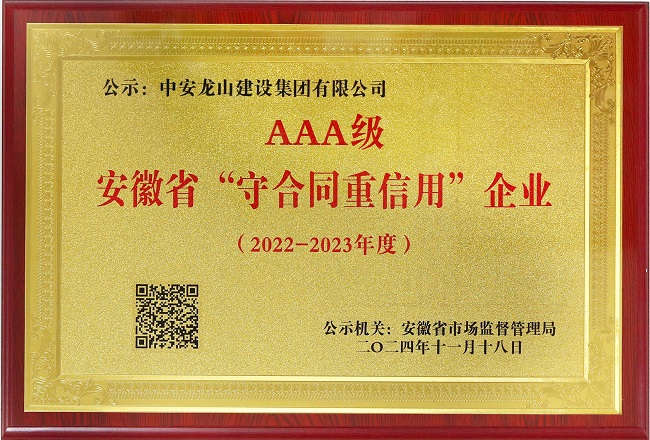 公示：中安龙山建设集团有限公司
AAA级
安徽省“守合同重信用”企业
（2022-2023年度）
公示机关：安徽省市场监督管理局
二〇二四年十一月十八日